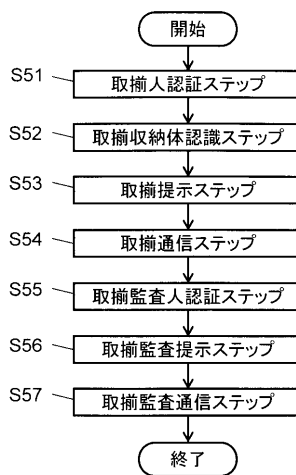 開始
S51 取揃人認証ステップ
S52 取揃収納体認識ステップ
S53 取揃提示ステップ
S54 取揃通信ステップ
S55 取揃監査人認証ステップ
S56 取揃監査提示ステップ
S57 取揃監査通信ステップ
終了